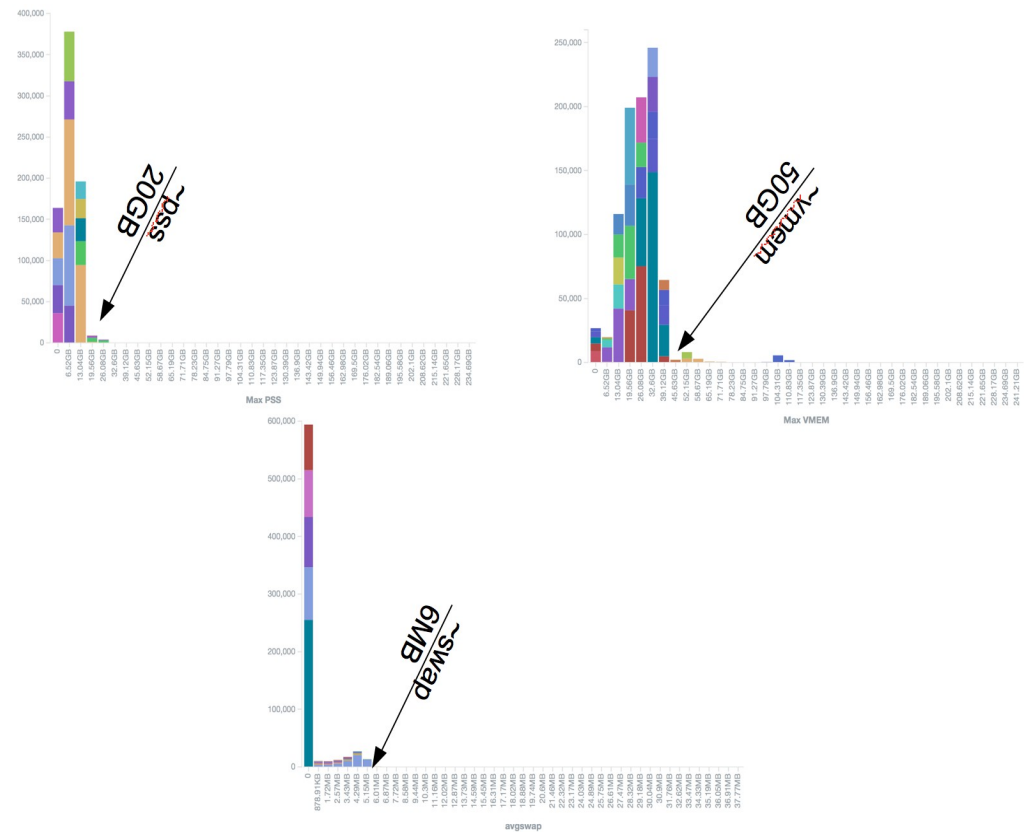 400,000
350,000
300,000
250,000
200,000
150,000
100,000
50,000
0
~pss
20GB
0
6.52GB
13.04GB
19.56GB
26.08GB
32.6GB
39.12GB
45.63GB
52.15GB
58.67GB
65.19GB
71.71GB
78.23GB
84.75GB
91.27GB
97.79GB
104.31GB
110.83GB
117.35GB
123.87GB
130.39GB
136.9GB
143.42GB
149.94GB
156.46GB
162.98GB
169.5GB
176.02GB
182.54GB
189.06GB
195.58GB
202.1GB
208.62GB
215.14GB
221.65GB
228.17GB
234.69GB
Max PSS
250,000
200,000
150,000
100,000
50,000
0
~vmem
50GB
0
6.52GB
13.04GB
19.56GB
26.08GB
32.6GB
39.12GB
45.63GB
52.15GB
58.67GB
65.19GB
71.71GB
78.23GB
84.75GB
91.27GB
97.79GB
104.31GB
110.83GB
117.35GB
123.87GB
130.39GB
136.9GB
143.42GB
149.94GB
156.46GB
162.98GB
169.5GB
176.02GB
182.54GB
189.06GB
195.58GB
202.1GB
208.62GB
215.14GB
221.65GB
228.17GB
234.69GB
241.21GB
Max VMEM
600,000
500,000
400,000
300,000
200,000
100,000
0
~swap
6MB
0
878.91KB
1.72MB
2.57MB
3.43MB
4.29MB
5.15MB
6.01MB
6.87MB
7.72MB
8.58MB
9.44MB
10.3MB
11.16MB
12.02MB
12.87MB
13.73MB
14.59MB
15.45MB
16.31MB
17.17MB
18.02MB
18.88MB
19.74MB
20.6MB
21.46MB
22.32MB
23.17MB
24.03MB
24.89MB
25.75MB
26.61MB
27.47MB
28.32MB
29.18MB
30.04MB
30.9MB
31.76MB
32.62MB
33.47MB
34.33MB
35.19MB
36.05MB
36.91MB
37.77MB
avgswap